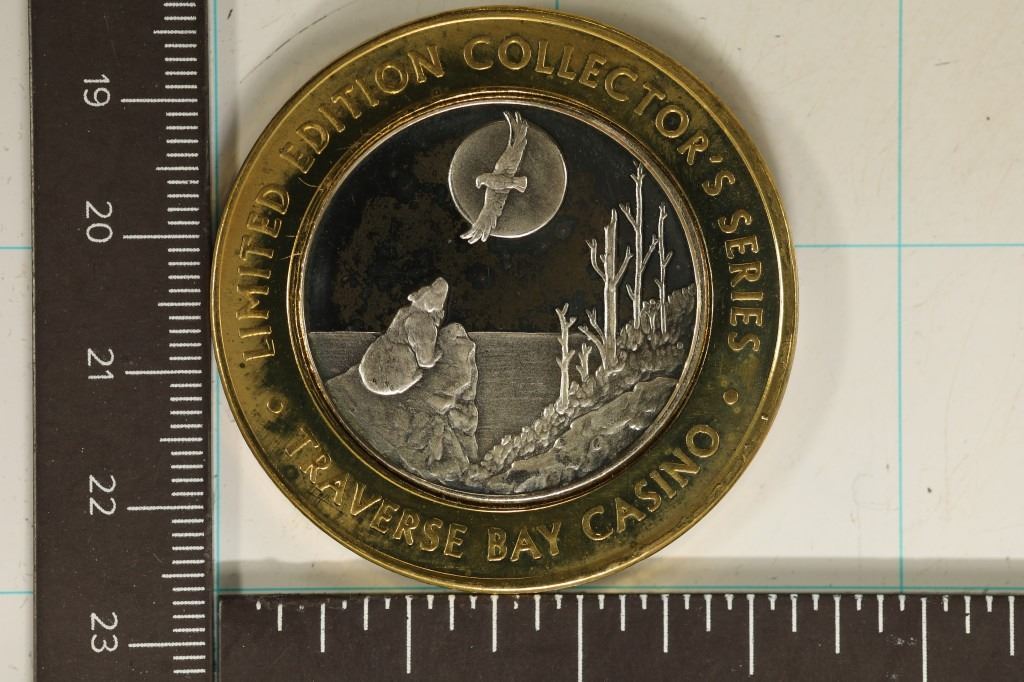 LIMITED EDITION COLLECTOR'S SERIES
• TRAVERSE BAY CASINO •
19
20
21
22
23